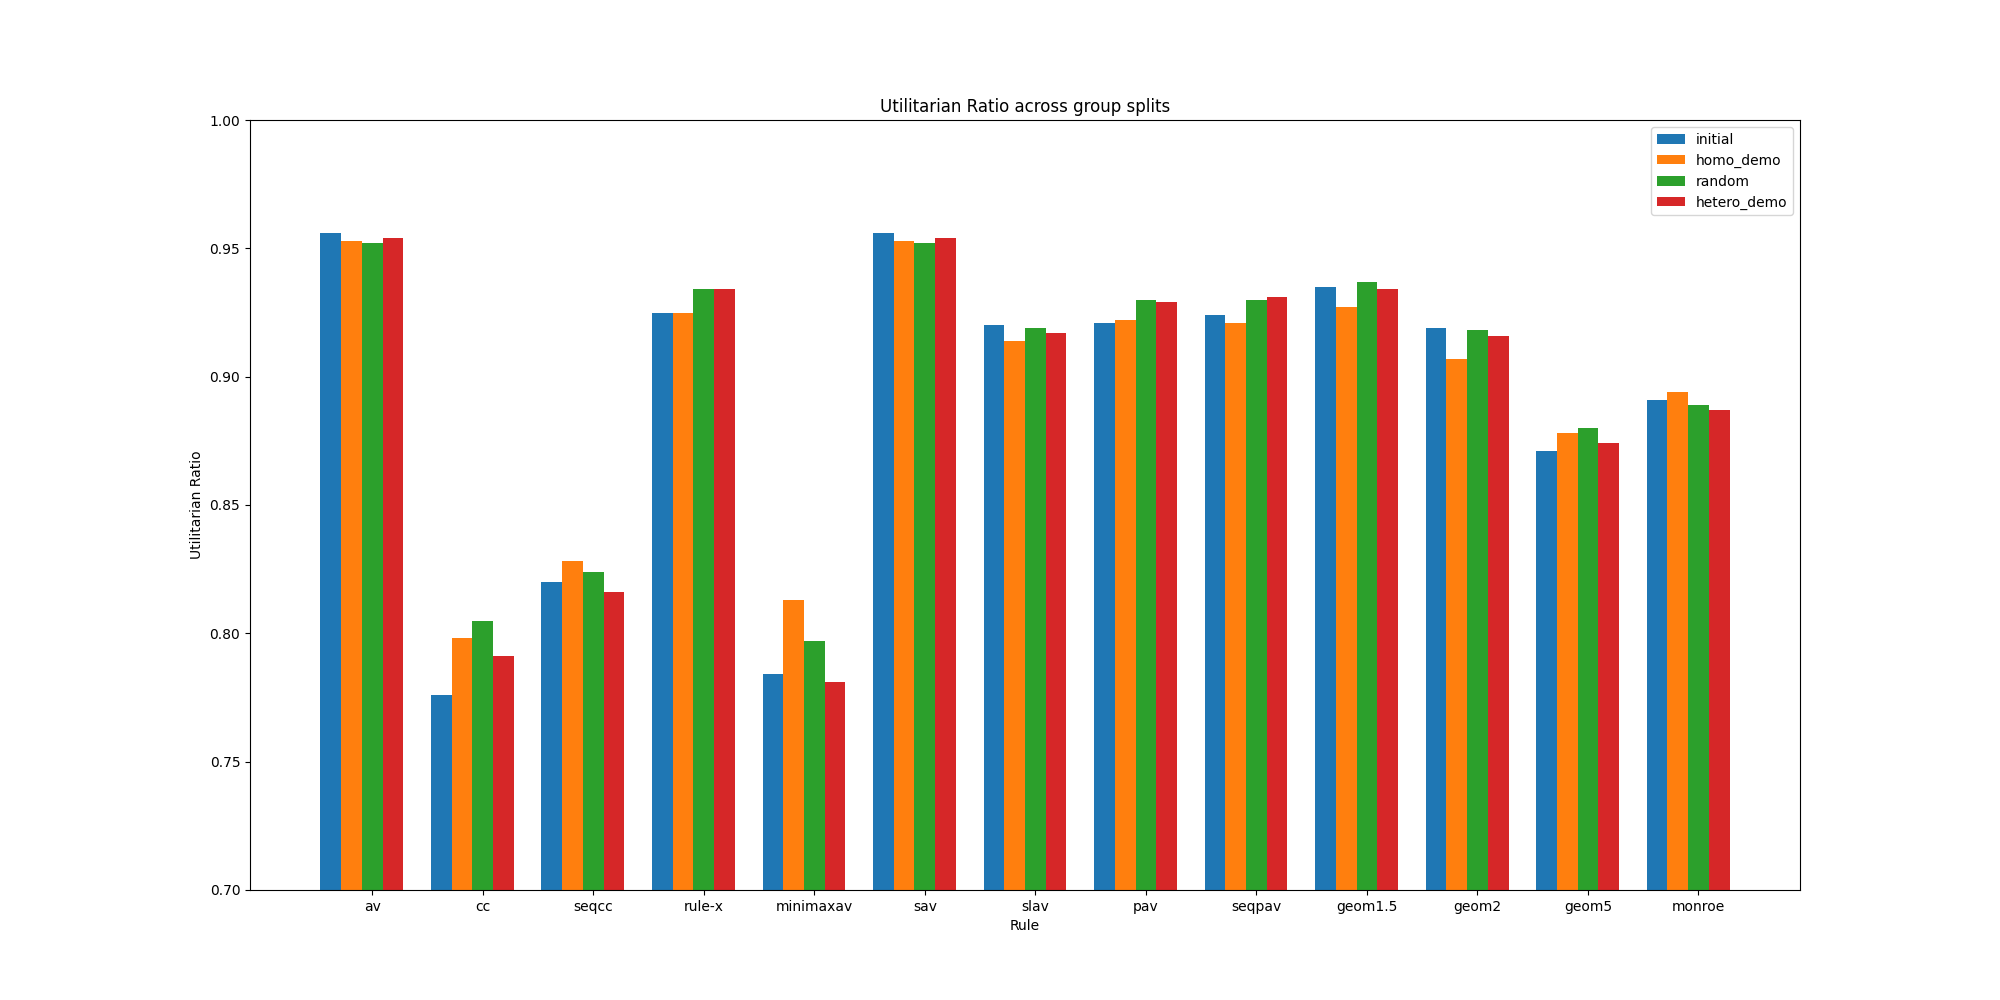 Utilitarian Ratio across group splits
1.00
0.95
0.90
0.85
0.80
0.75
0.70
Utilitarian Ratio
initial
homo_demo
random
hetero_demo
av cc seqcc rule-x minimaxav sav slav pav seqpav geom1.5 geom2 geom5 monroe
Rule